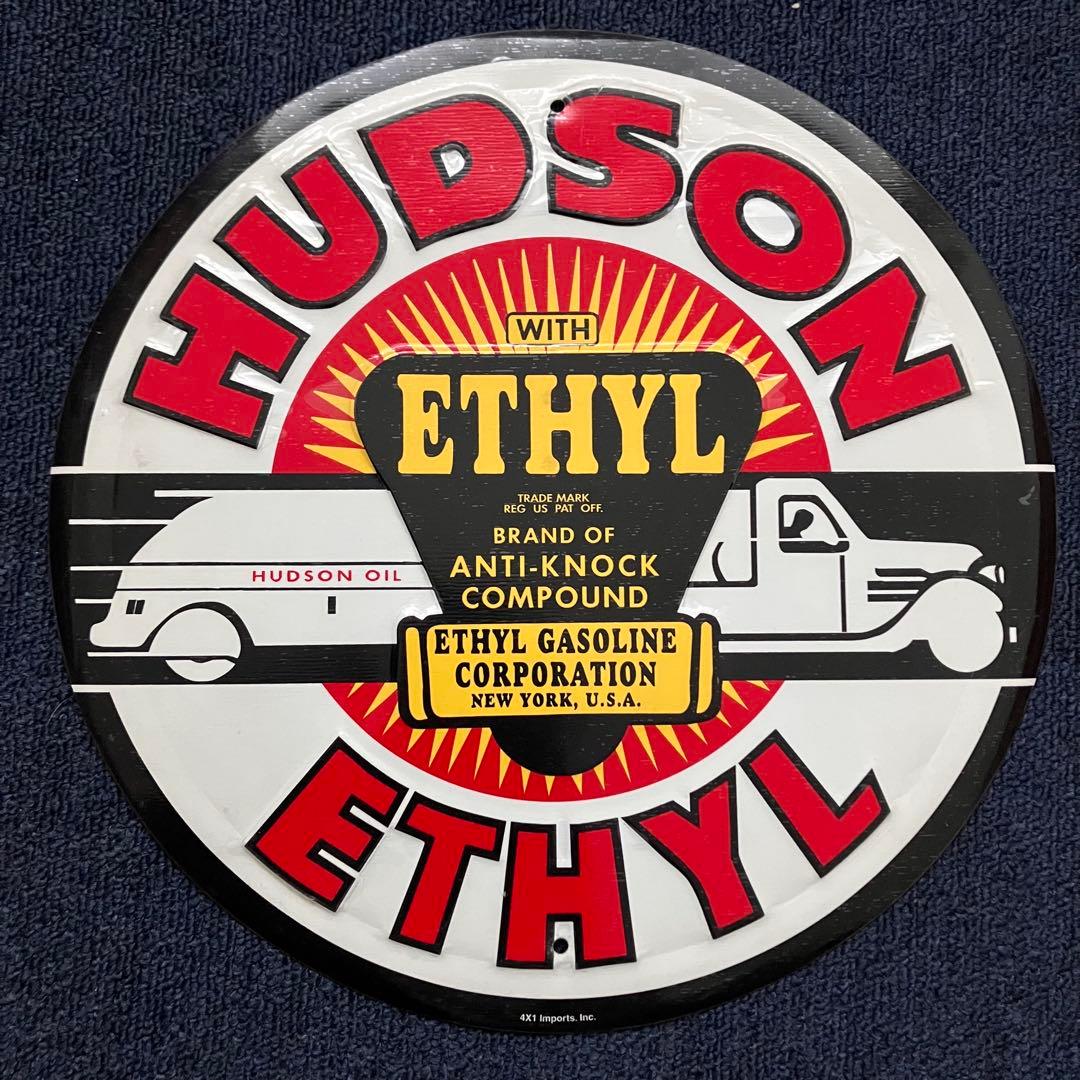 HUDSON
WITH
ETHYL
TRADE MARK
REG US PAT OFF.
BRAND OF
ANTI-KNOCK
COMPOUND
HUDSON OIL
ETHYL GASOLINE
CORPORATION
NEW YORK, U.S.A.
ETHYL
4X1 Imports. Inc.